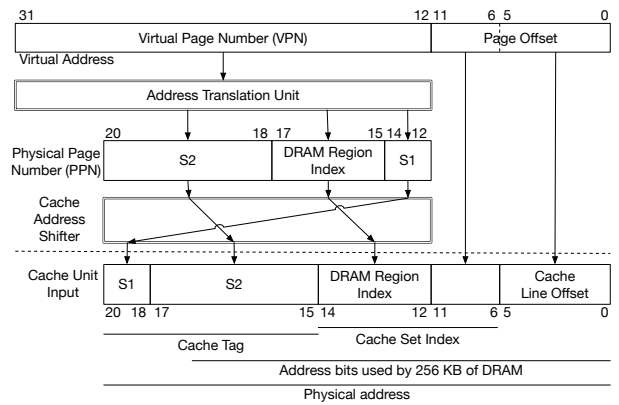 31 12 11 6 5 0
Virtual Page Number (VPN) Page Offset
Virtual Address
Address Translation Unit
20 18 17 15 14 12
Physical Page
Number (PPN)
S2 DRAM Region
Index
S1
Cache
Address
Shifter
Cache Unit
Input
S1 S2 DRAM Region
Index
Cache
Line Offset
20 18 17 15 14 12 11 6 5 0
Cache Tag
Cache Set Index
Address bits used by 256 KB of DRAM
Physical address